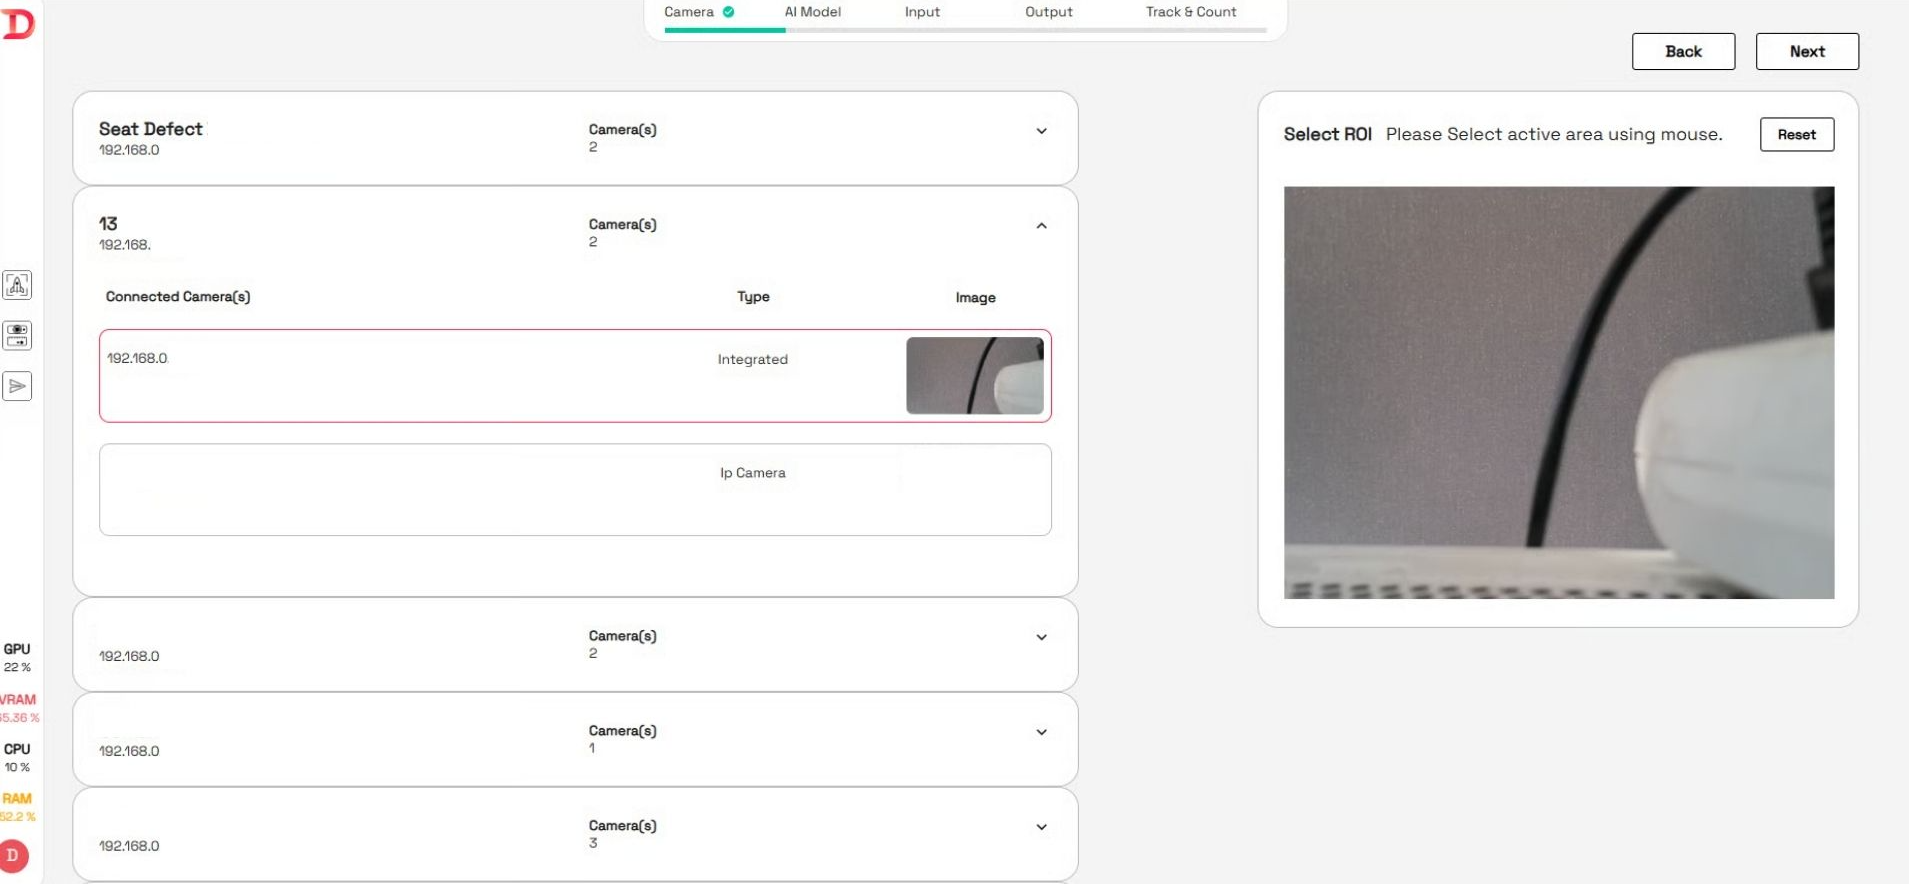 Camera
AI Model
Input
Output
Track & Count
Back
Next
Seat Defect
192.168.0
Camera(s)
2
13
192.168.
Camera(s)
2
Connected Camera(s)
Type
Image
192.168.0
Integrated
Ip Camera
192.168.0
Camera(s)
2
192.168.0
Camera(s)
1
192.168.0
Camera(s)
3
Select ROI Please Select active area using mouse.
Reset
GPU
22 %
VRAM
5.36 %
CPU
10 %
RAM
52.2 %
D